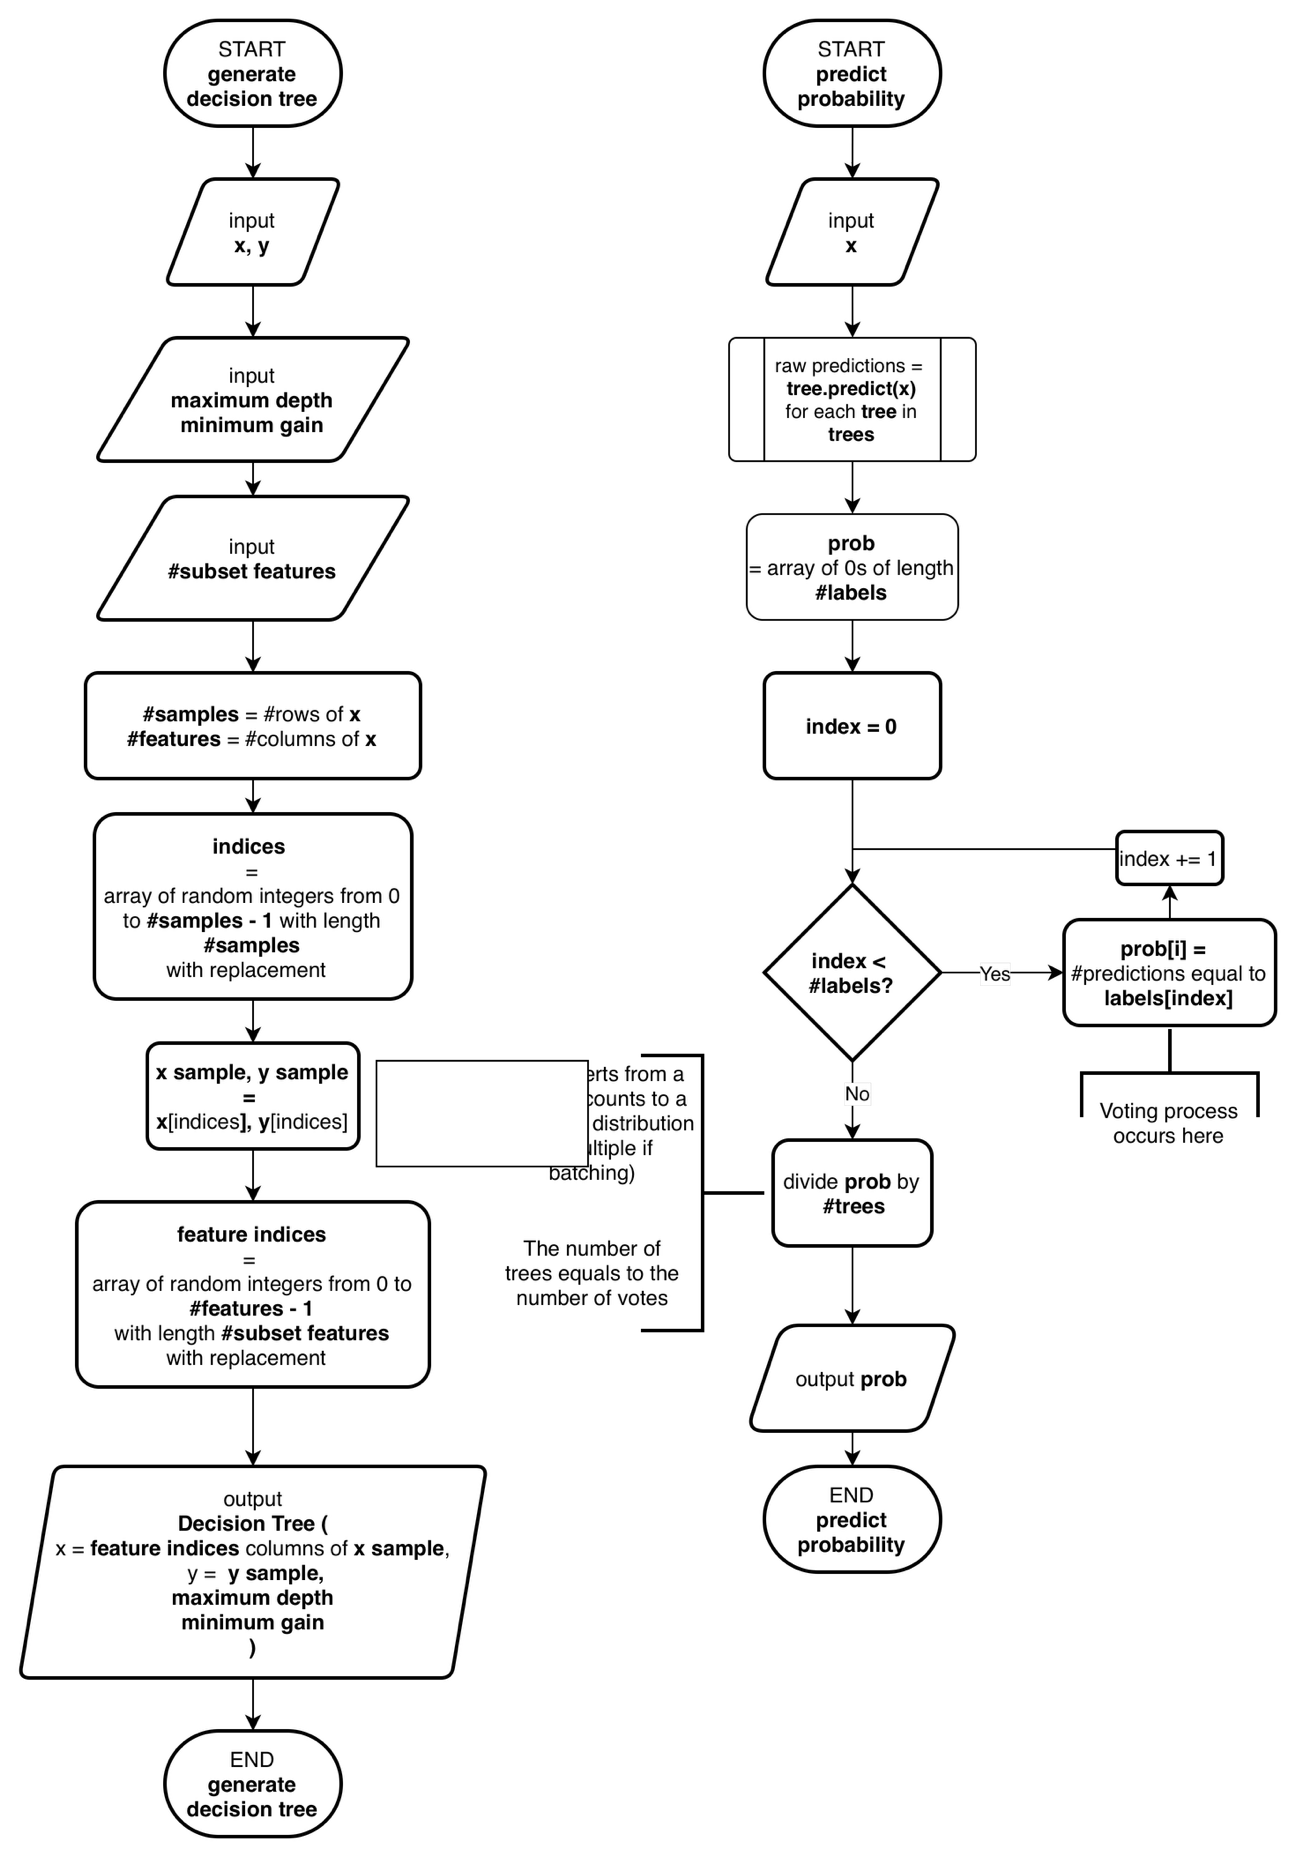 START
generate
decision tree
input
x, y
input
maximum depth
minimum gain
input
#subset features
#samples = #rows of x
#features = #columns of x
indices
=
array of random integers from 0
to #samples - 1 with length
#samples
with replacement
x sample, y sample
=
x[indices], y[indices]
feature indices
=
array of random integers from 0 to
#features - 1
with length #subset features
with replacement
output
Decision Tree (
x = feature indices columns of x sample,
y = y sample,
maximum depth
minimum gain
)
END
generate
decision tree
START
predict
probability
input
x
raw predictions =
tree.predict(x)
for each tree in
trees
prob
= array of 0s of length
#labels
index = 0
index <
#labels?
Yes
prob[i] =
#predictions equal to
labels[index]
index += 1
Voting process
occurs here
No
from a
to a
distribution
if
batching)
The number of
trees equals to the
number of votes
divide prob by
#trees
output prob
END
predict
probability